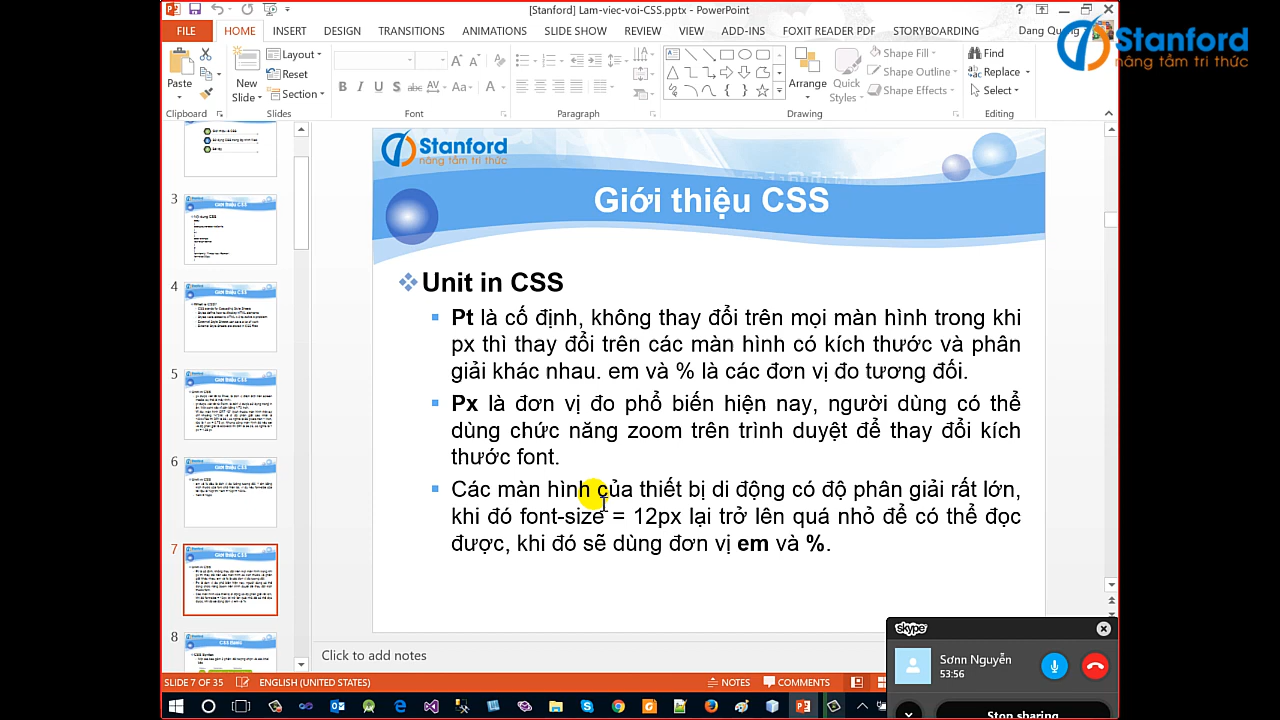 [Stanford] Lam-viec-voi-CSS.pptx - PowerPoint
FILE HOME INSERT DESIGN TRANSITIONS ANIMATIONS SLIDE SHOW REVIEW VIEW ADD-INS FOXIT READER PDF STORYBOARDING Dang Quang
Stanford
nâng tầm tri thức
Paste
New
Slide
Layout
Reset
Section
Arrange
Quick
Styles
Shape Fill
Shape Outline
Shape Effects
Find
Replace
Select
Clipboard Slides Font Paragraph Drawing Editing
3
4
5
6
7
8
Stanford
nâng tầm tri thức
Giới thiệu CSS
Unit in CSS
Pt là cố định, không thay đổi trên mọi màn hình trong khi
px thì thay đổi trên các màn hình có kích thước và phân
giải khác nhau. em và % là các đơn vị đo tương đối.
Px là đơn vị đo phổ biến hiện nay, người dùng có thể
dùng chức năng zoom trên trình duyệt để thay đổi kích
thước font.
Các màn hình của thiết bị di động có độ phân giải rất lớn,
khi đó font-size = 12px lại trở lên quá nhỏ để có thể đọc
được, khi đó sẽ dùng đơn vị em và %.
Click to add notes
SLIDE 7 OF 35 ENGLISH (UNITED STATES) NOTES COMMENTS
skype
Sơnn Nguyễn
53:56
Stop sharing